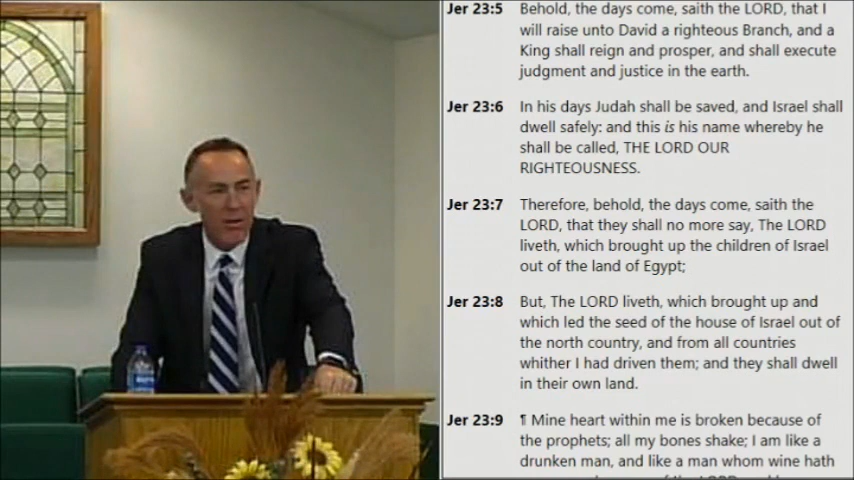 Jer 23:5 Behold, the days come, saith the LORD, that I
will raise unto David a righteous Branch, and a
King shall reign and prosper, and shall execute
judgment and justice in the earth.
Jer 23:6 In his days Judah shall be saved, and Israel shall
dwell safely: and this is his name whereby he
shall be called, THE LORD OUR
RIGHTEOUSNESS.
Jer 23:7 Therefore, behold, the days come, saith the
LORD, that they shall no more say, The LORD
liveth, which brought up the children of Israel
out of the land of Egypt;
Jer 23:8 But, The LORD liveth, which brought up and
which led the seed of the house of Israel out of
the north country, and from all countries
whither I had driven them; and they shall dwell
in their own land.
Jer 23:9 ¶ Mine heart within me is broken because of
the prophets; all my bones shake; I am like a
drunken man, and like a man whom wine hath